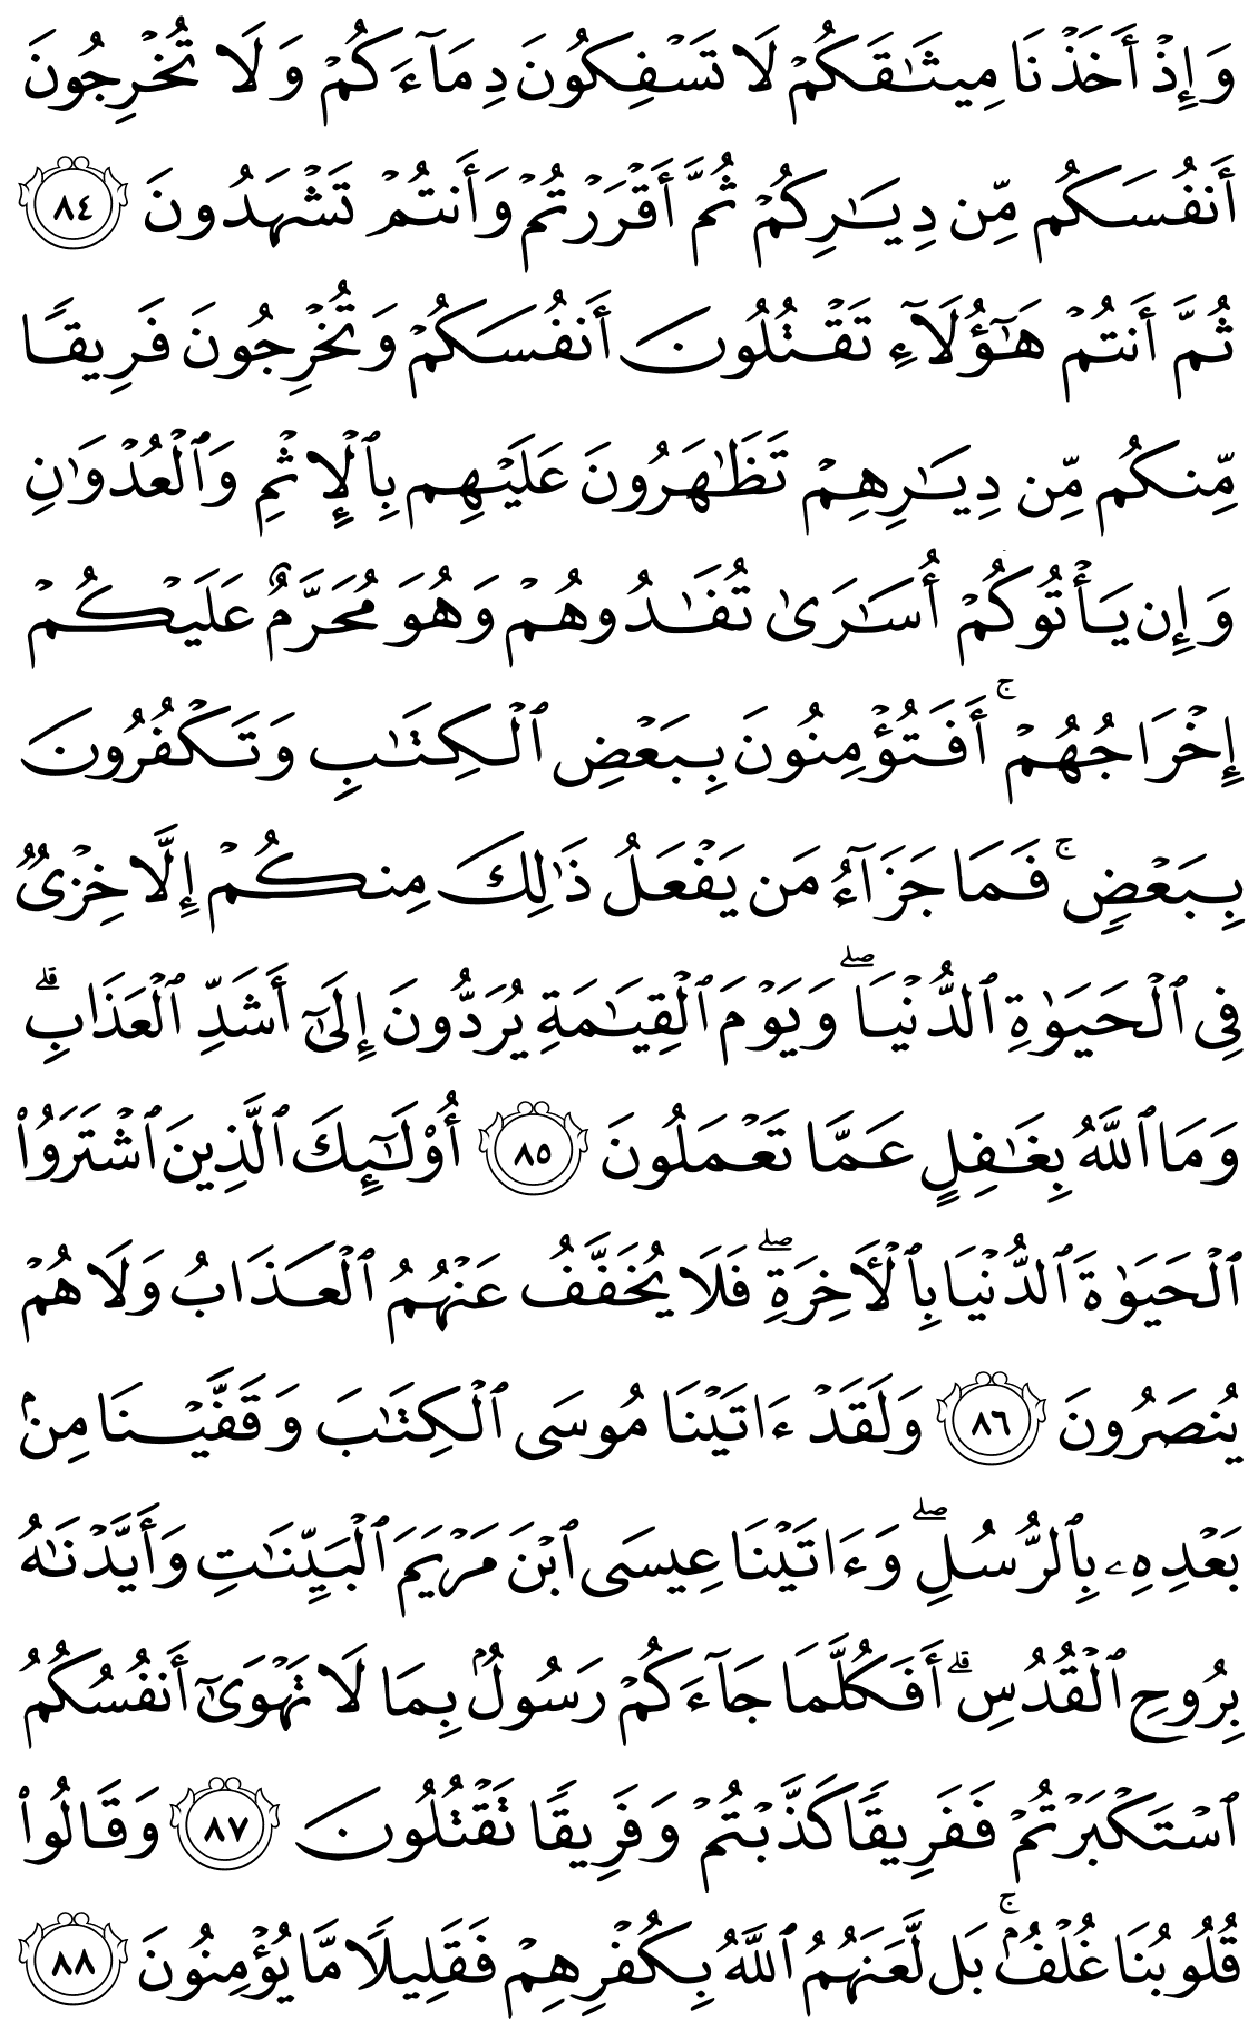 وَإِذْ أَخَذْنَا مِيثَـٰقَكُمْ لَا تَسْفِكُونَ دِمَآءَكُمْ وَلَا تُخْرِجُونَ
أَنفُسَكُم مِّن دِيَـٰرِكُمْ ثُمَّ أَقْرَرْتُمْ وَأَنتُمْ تَشْهَدُونَ ٨٤
ثُمَّ أَنتُمْ هَـٰٓؤُلَآءِ تَقْتُلُونَ أَنفُسَكُمْ وَتُخْرِجُونَ فَرِيقًا
مِّنكُم مِّن دِيَـٰرِهِمْ تَظَـٰهَرُونَ عَلَيْهِم بِٱلْإِثْمِ وَٱلْعُدْوَٰنِ
وَإِن يَأْتُوكُمْ أُسَـٰرَىٰ تُفَـٰدُوهُمْ وَهُوَ مُحَرَّمٌ عَلَيْكُمْ
إِخْرَاجُهُمْ ۚ أَفَتُؤْمِنُونَ بِبَعْضِ ٱلْكِتَـٰبِ وَتَكْفُرُونَ
بِبَعْضٍ ۚ فَمَا جَزَآءُ مَن يَفْعَلُ ذَٰلِكَ مِنكُمْ إِلَّا خِزْىٌ
فِى ٱلْحَيَوٰةِ ٱلدُّنْيَا ۖ وَيَوْمَ ٱلْقِيَـٰمَةِ يُرَدُّونَ إِلَىٰٓ أَشَدِّ ٱلْعَذَابِ ۗ
وَمَا ٱللَّهُ بِغَـٰفِلٍ عَمَّا تَعْمَلُونَ ٨٥ أُو۟لَـٰٓئِكَ ٱلَّذِينَ ٱشْتَرَوُا۟
ٱلْحَيَوٰةَ ٱلدُّنْيَا بِٱلْـَٔاخِرَةِ ۖ فَلَا يُخَفَّفُ عَنْهُمُ ٱلْعَذَابُ وَلَا هُمْ
يُنصَرُونَ ٨٦ وَلَقَدْ ءَاتَيْنَا مُوسَى ٱلْكِتَـٰبَ وَقَفَّيْنَا مِنۢ
بَعْدِهِۦ بِٱلرُّسُلِ ۖ وَءَاتَيْنَا عِيسَى ٱبْنَ مَرْيَمَ ٱلْبَيِّنَـٰتِ وَأَيَّدْنَـٰهُ
بِرُوحِ ٱلْقُدُسِ ۗ أَفَكُلَّمَا جَآءَكُمْ رَسُولٌۢ بِمَا لَا تَهْوَىٰٓ أَنفُسُكُمُ
ٱسْتَكْبَرْتُمْ فَفَرِيقًا كَذَّبْتُمْ وَفَرِيقًا تَقْتُلُونَ ٨٧ وَقَالُوا۟
قُلُوبُنَا غُلْفٌۢ ۚ بَل لَّعَنَهُمُ ٱللَّهُ بِكُفْرِهِمْ فَقَلِيلًا مَّا يُؤْمِنُونَ ٨٨